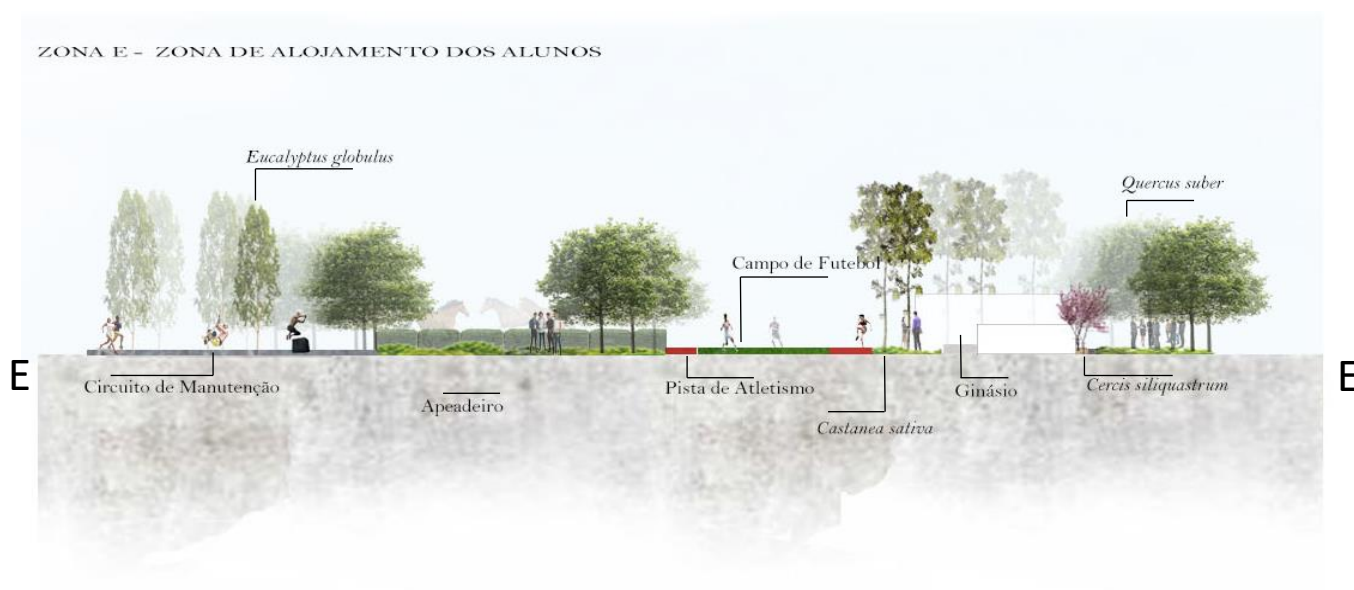 ZONA E - ZONA DE ALOJAMENTO DOS ALUNOS
Eucalyptus globulus
Quercus suber
Campo de Futebol
E
E
Circuito de Manutenção
Apeadeiro
Pista de Atletismo
Castanea sativa
Ginásio
Cercis siliquastrum